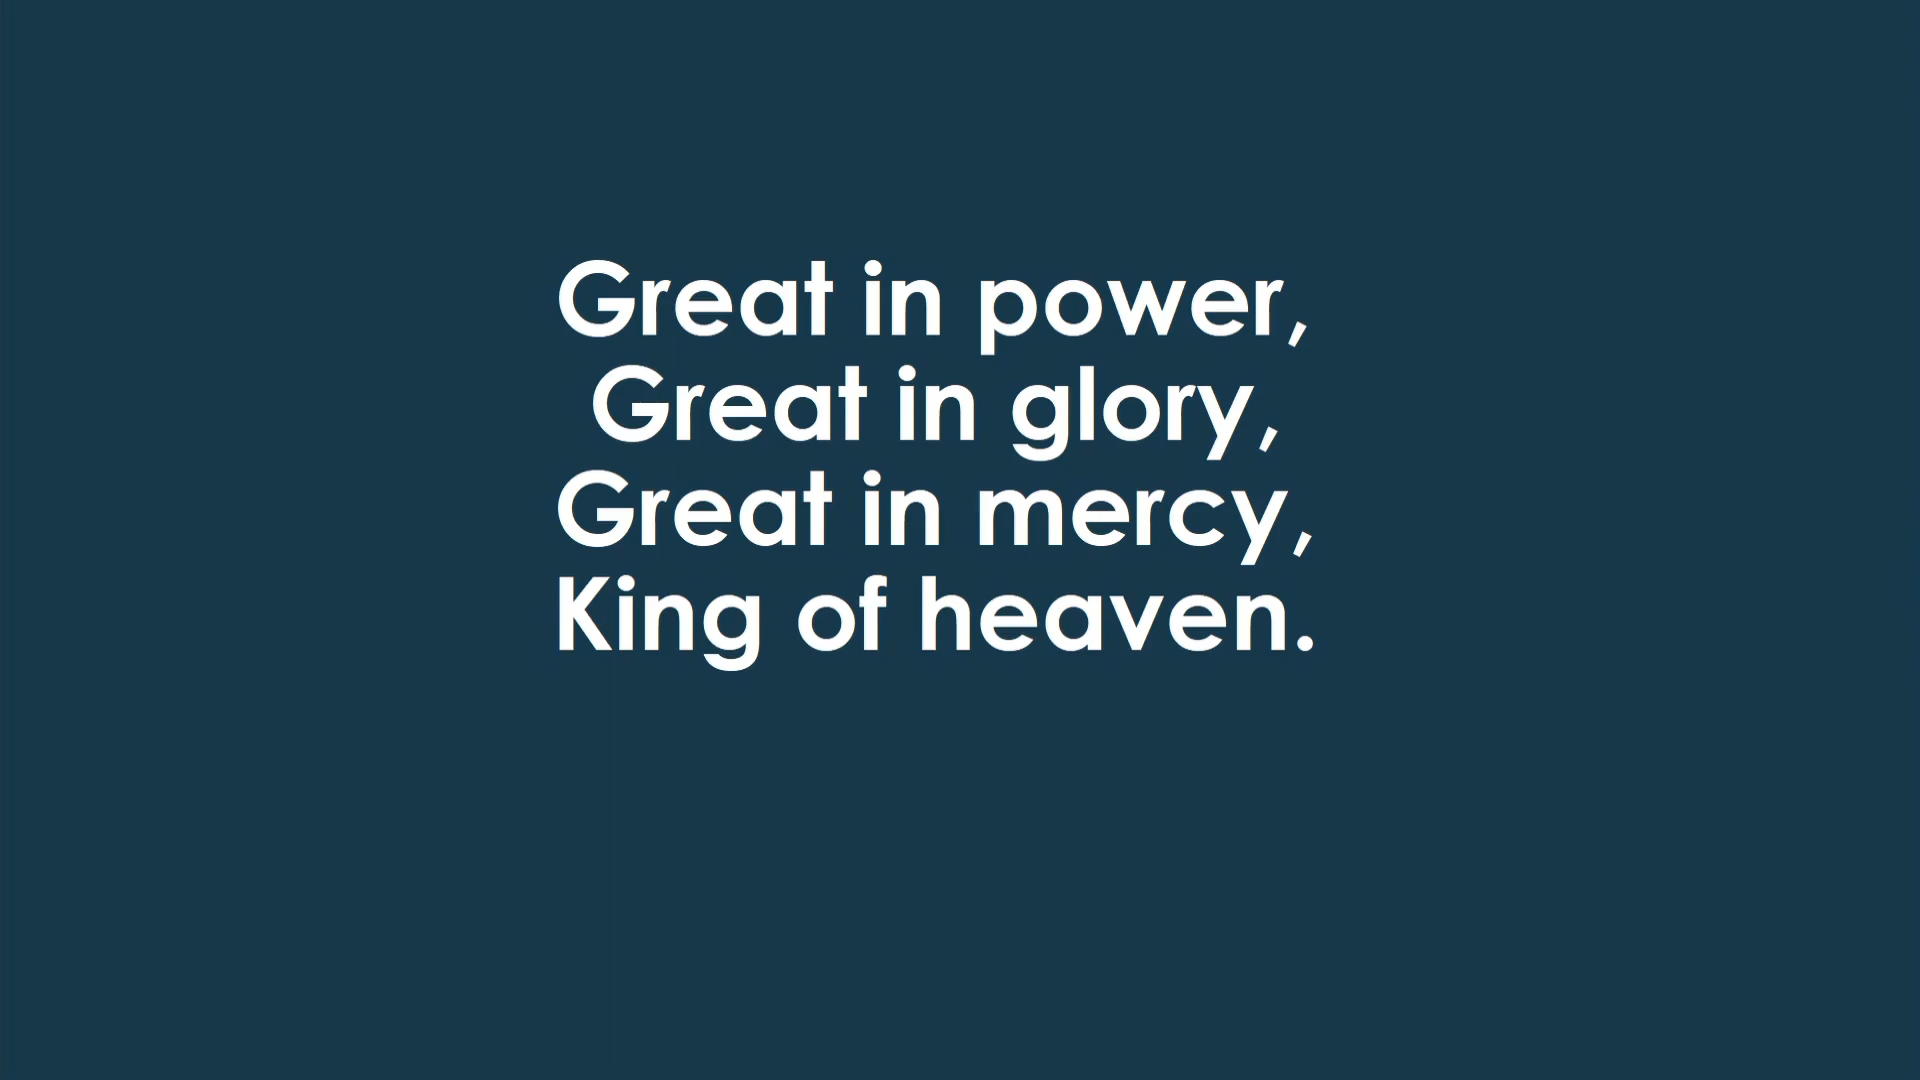 Great in power,
Great in glory,
Great in mercy,
King of heaven.